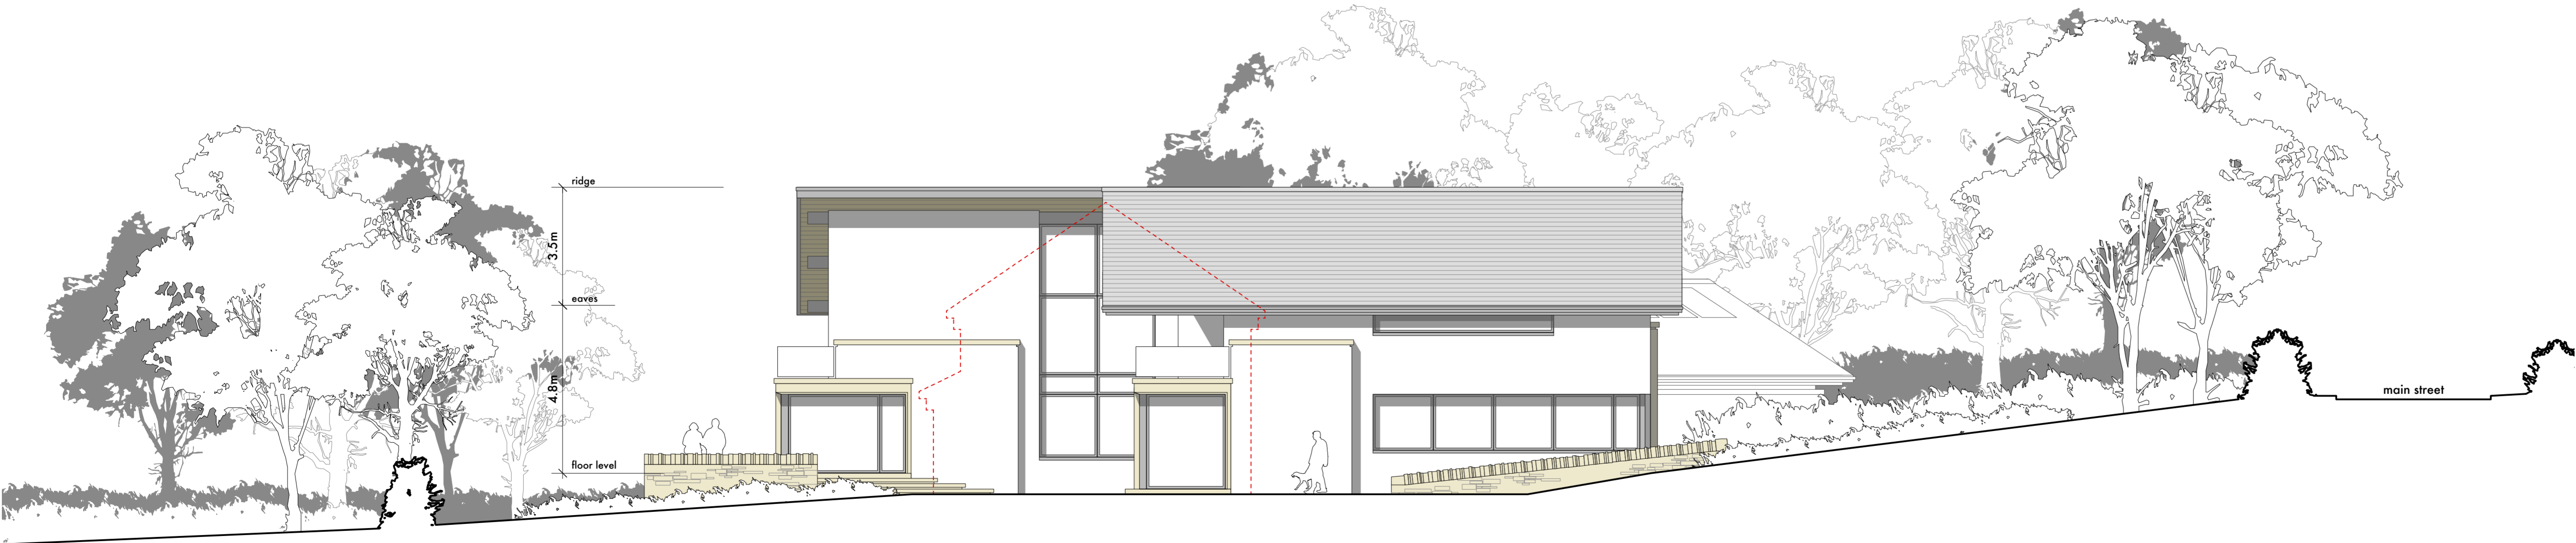 ridge
3.5m
eaves
4.8m
floor level
main street